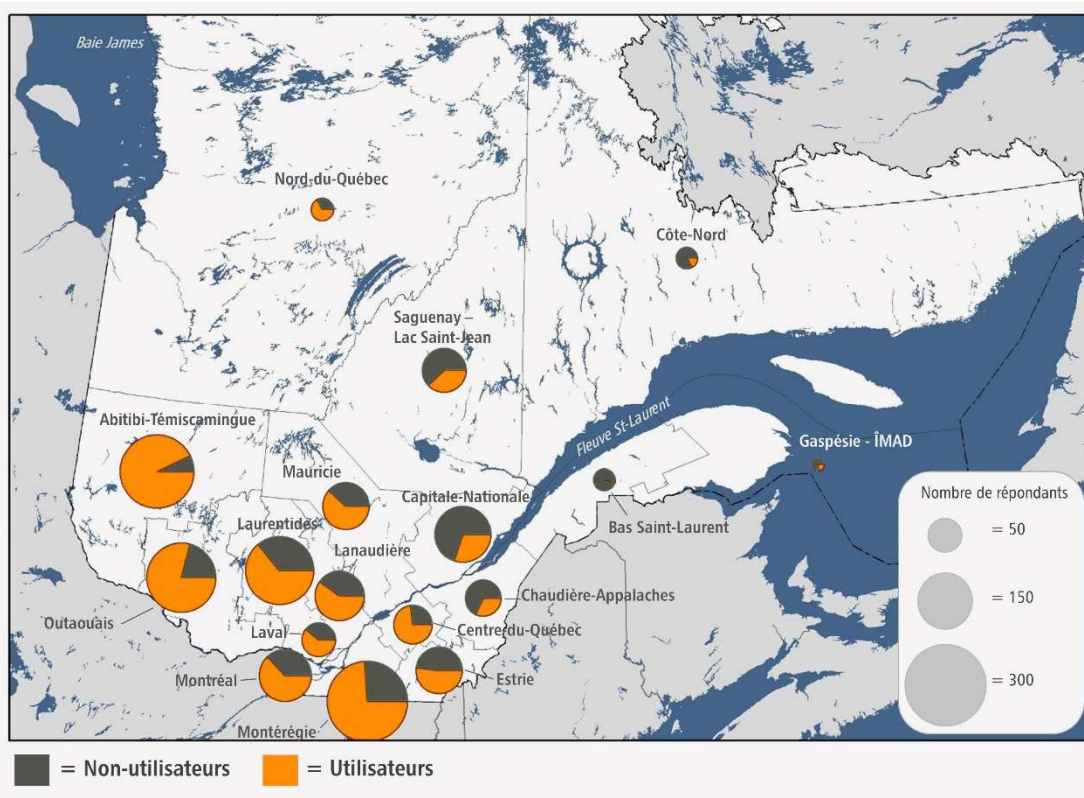 Baie James
Nord-du-Québec
Côte-Nord
Saguenay –
Lac Saint-Jean
Fleuve St-Laurent
Abitibi-Témiscamingue
Gaspésie - ÎMAD
Mauricie
Capitale-Nationale
Bas Saint-Laurent
Laurentides
Lanaudière
Chaudière-Appalaches
Outaouais
Laval
Centre-du-Québec
Montréal
Estrie
Montérégie
Nombre de répondants
= 50
= 150
= 300
= Non-utilisateurs
= Utilisateurs